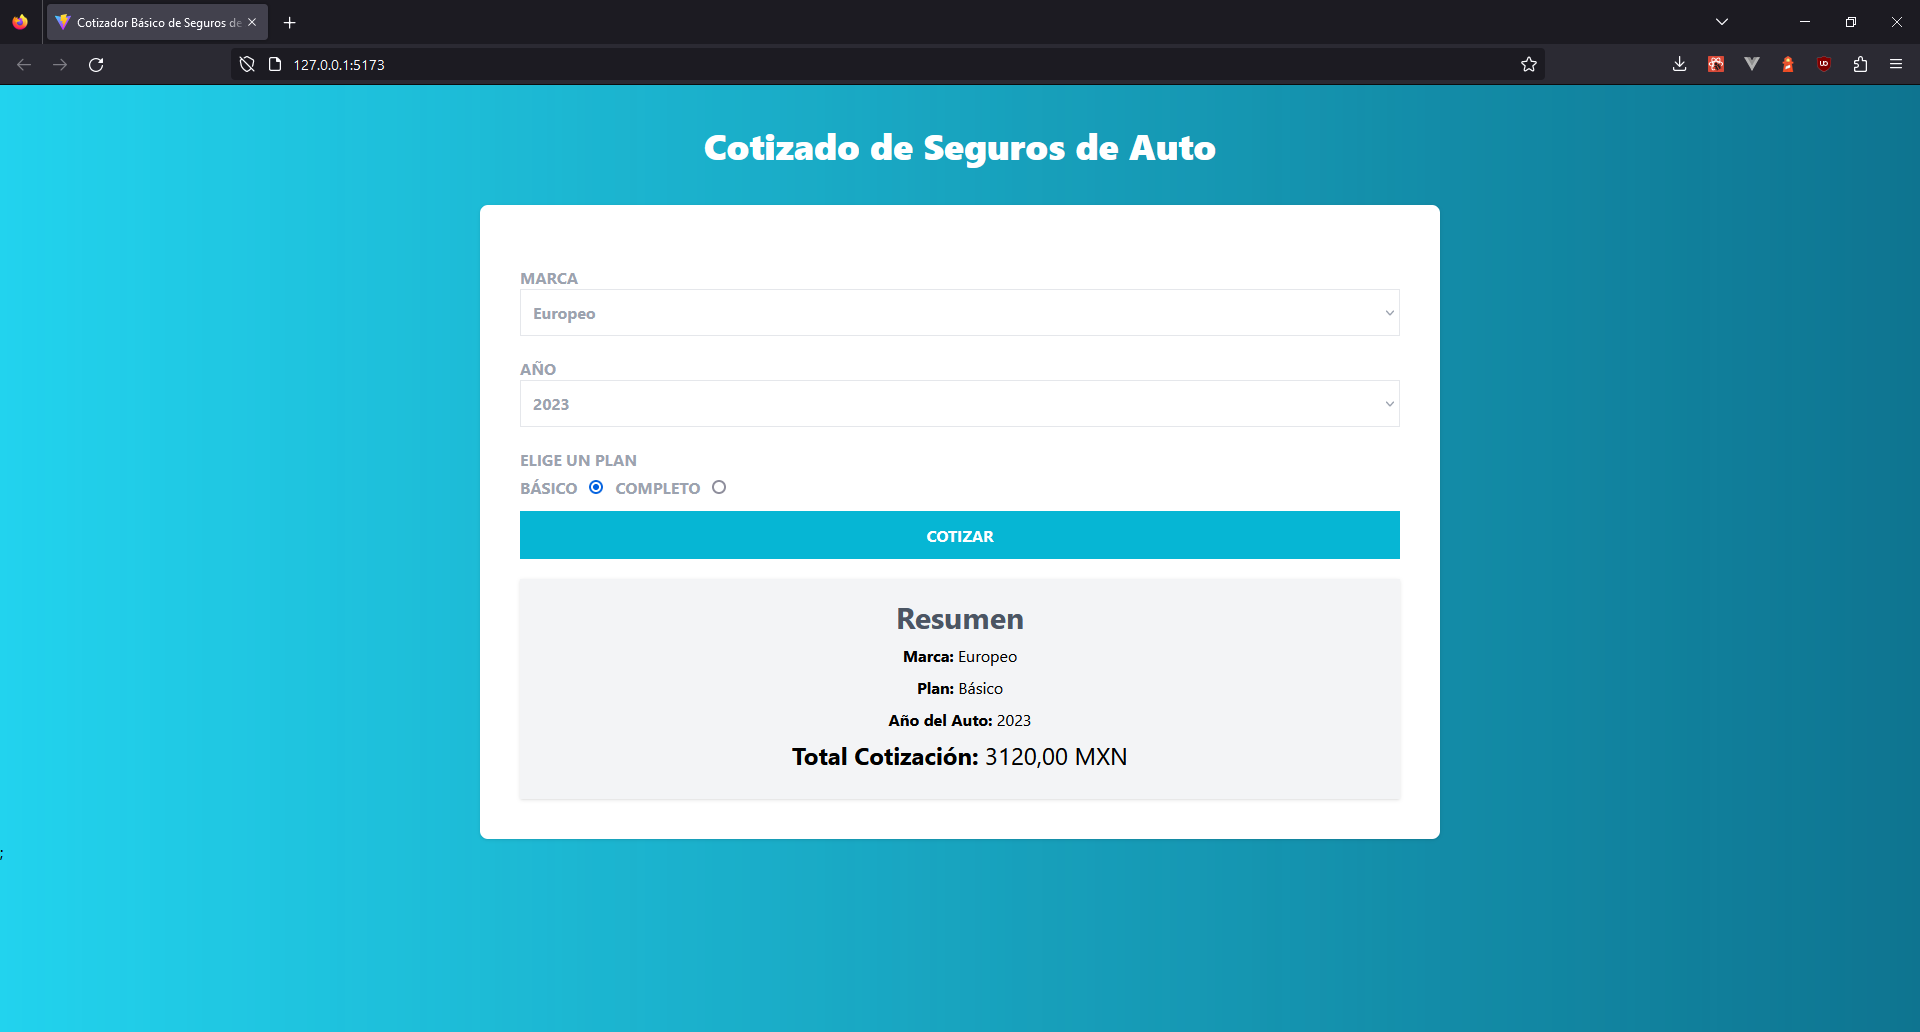 Cotizador Básico de Seguros de
127.0.0.1:5173
Cotizado de Seguros de Auto
MARCA
Europeo
AÑO
2023
ELIGE UN PLAN
BÁSICO COMPLETO
COTIZAR
Resumen
Marca: Europeo
Plan: Básico
Año del Auto: 2023
Total Cotización: 3120,00 MXN
;